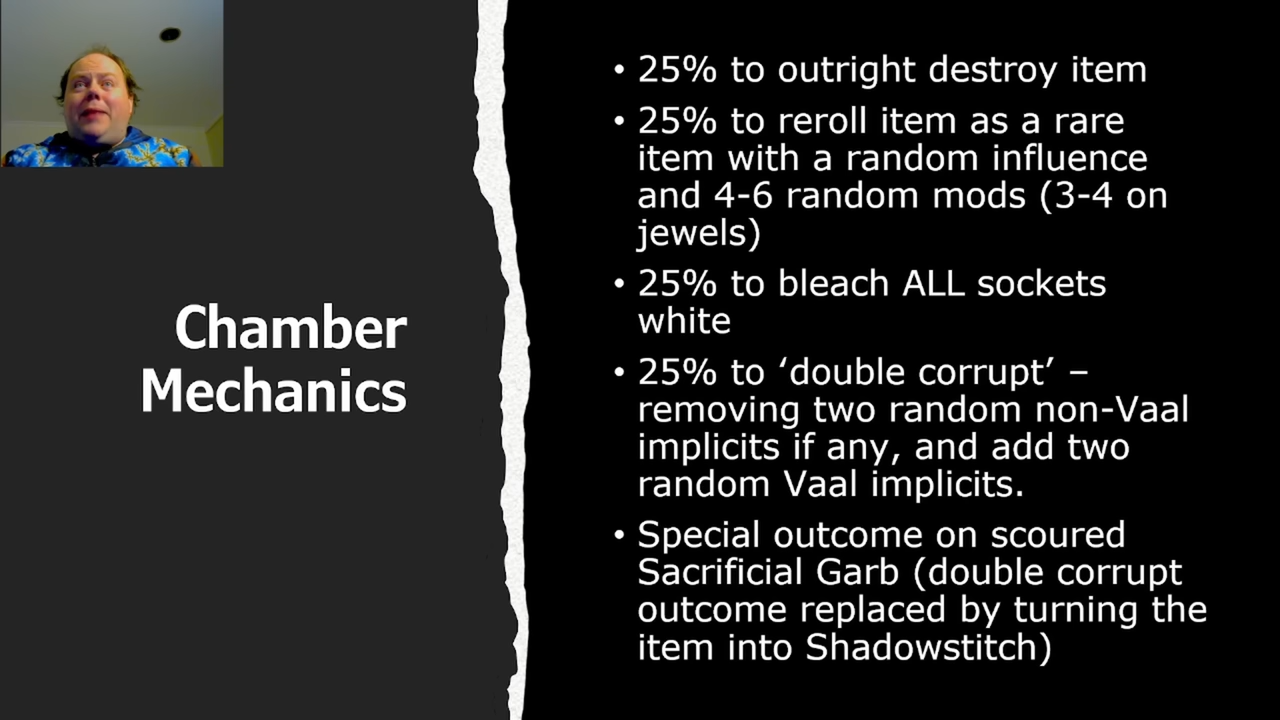 Chamber
Mechanics
• 25% to outright destroy item
• 25% to reroll item as a rare
item with a random influence
and 4-6 random mods (3-4 on
jewels)
• 25% to bleach ALL sockets
white
• 25% to ‘double corrupt’ –
removing two random non-Vaal
implicits if any, and add two
random Vaal implicits.
• Special outcome on scoured
Sacrificial Garb (double corrupt
outcome replaced by turning the
item into Shadowstitch)